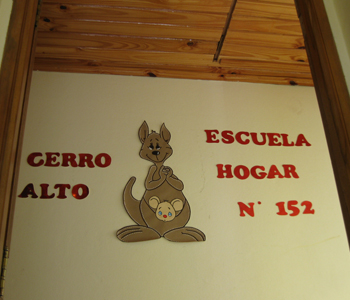 CERRO
ALTO
ESCUELA
HOGAR
N° 152